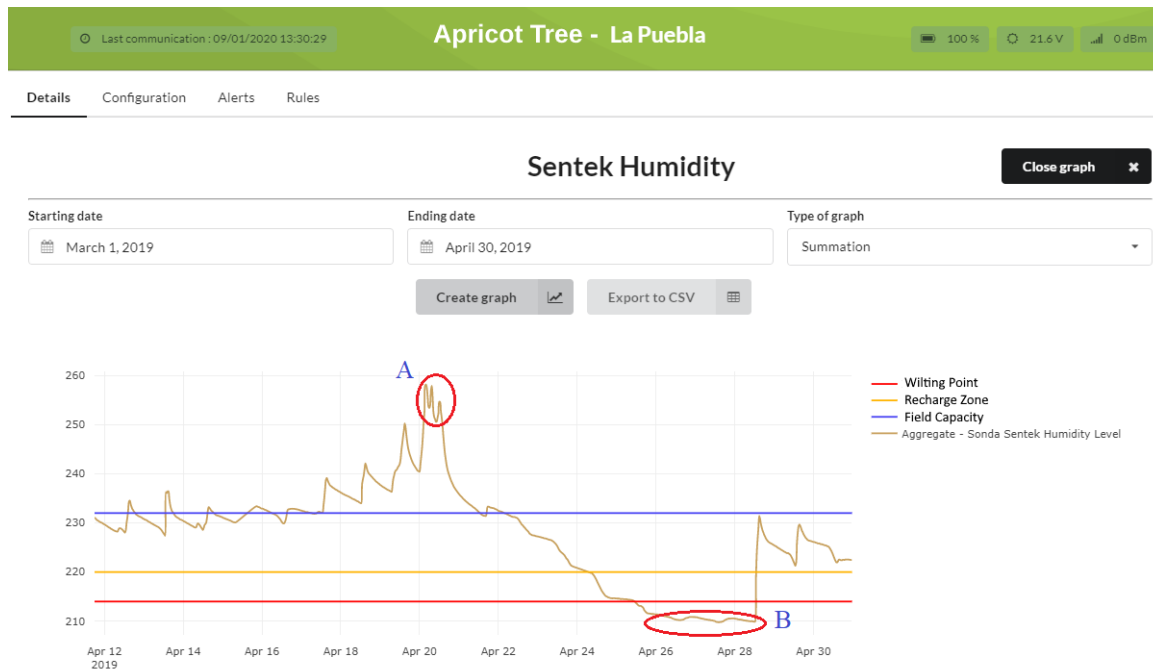 Last communication : 09/01/2020 13:30:29
Apricot Tree - La Puebla
100 %
21.6 V
0 dBm
Details Configuration Alerts Rules
Sentek Humidity
Close graph
Starting date
Ending date
Type of graph
March 1, 2019
April 30, 2019
Summation
Create graph
Export to CSV
A
260
250
240
230
220
210
B
Apr 12
2019
Apr 14
Apr 16
Apr 18
Apr 20
Apr 22
Apr 24
Apr 26
Apr 28
Apr 30
Wilting Point
Recharge Zone
Field Capacity
Aggregate - Sonda Sentek Humidity Level